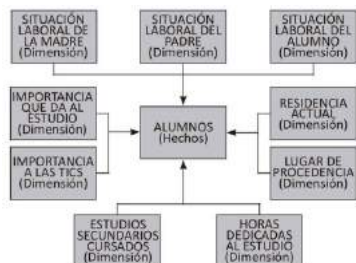 SITUACIÓN
LABORAL DE
LA MADRE
(Dimensión)
SITUACIÓN
LABORAL DEL
PADRE
(Dimensión)
SITUACIÓN
LABORAL DEL
ALUMNO
(Dimensión)
IMPORTANCIA
QUE DA AL
ESTUDIO
(Dimensión)
ALUMNOS
(Hechos)
RESIDENCIA
ACTUAL
(Dimensión)
IMPORTANCIA
A LAS TICS
(Dimensión)
LUGAR DE
PROCEDENCIA
(Dimensión)
ESTUDIOS
SECUNDARIOS
CURSADOS
(Dimensión)
HORAS
DEDICADAS
AL ESTUDIO
(Dimensión)